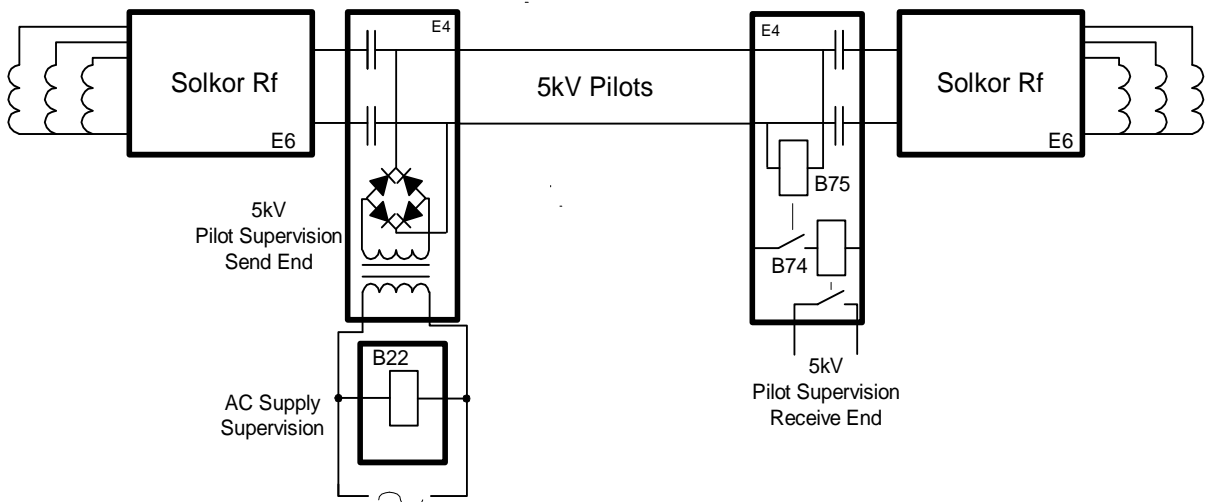 E4
E4
Solkor Rf
5kV Pilots
Solkor Rf
E6
E6
B75
5kV
Pilot Supervision
Send End
B74
B22
5kV
Pilot Supervision
Receive End
AC Supply
Supervision